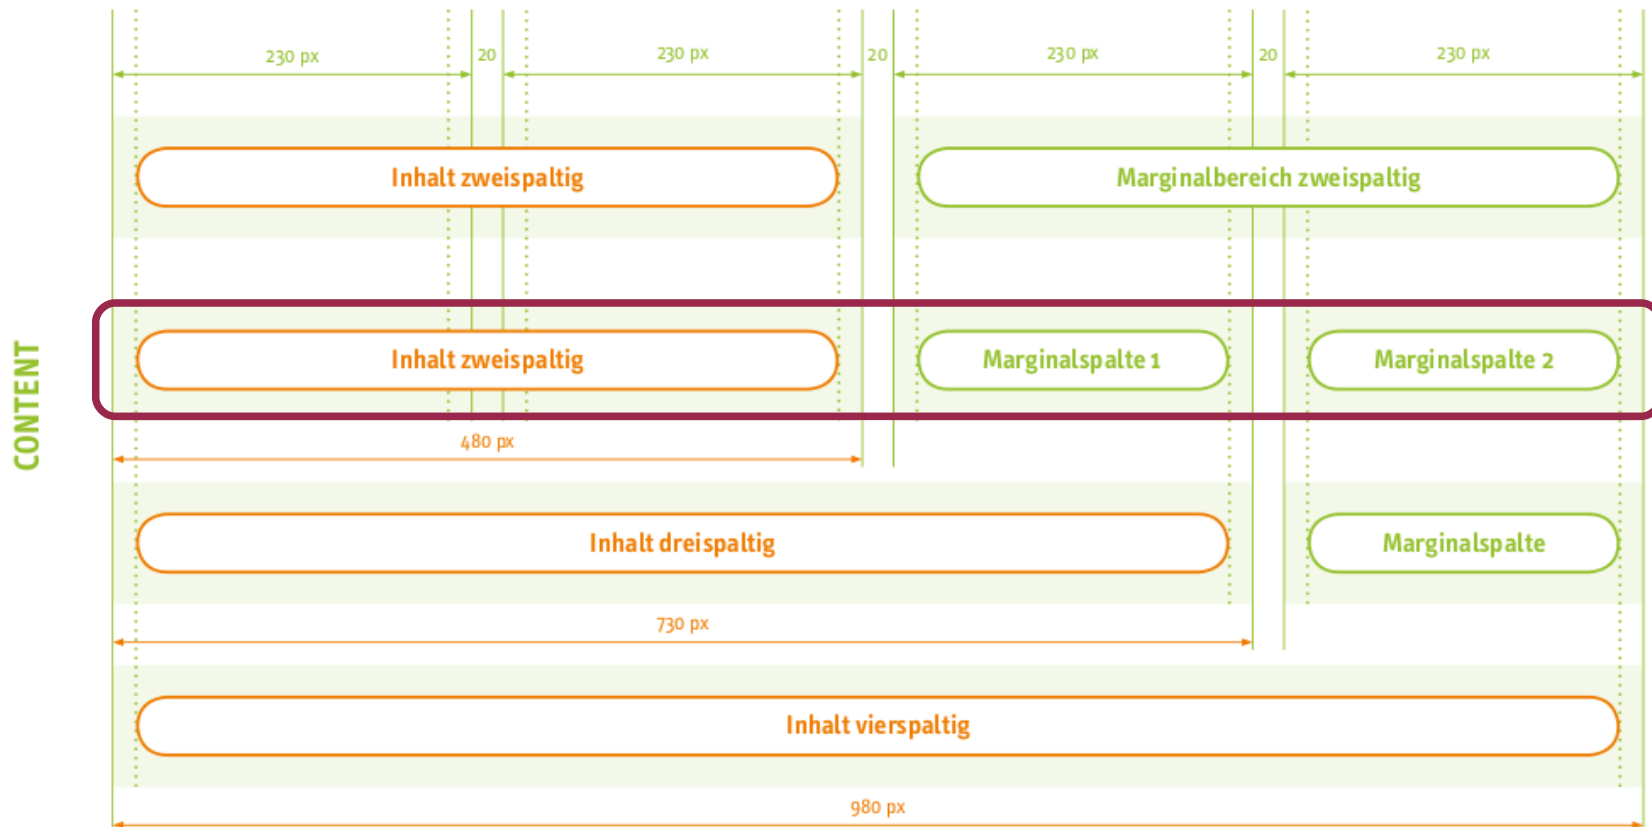 230 px 20 230 px 20 230 px 20 230 px
Inhalt zweispaltig Marginalbereich zweispaltig
CONTENT
Inhalt zweispaltig Marginalspalte 1 Marginalspalte 2
480 px
Inhalt dreispaltig Marginalspalte
730 px
Inhalt vierspaltig
980 px